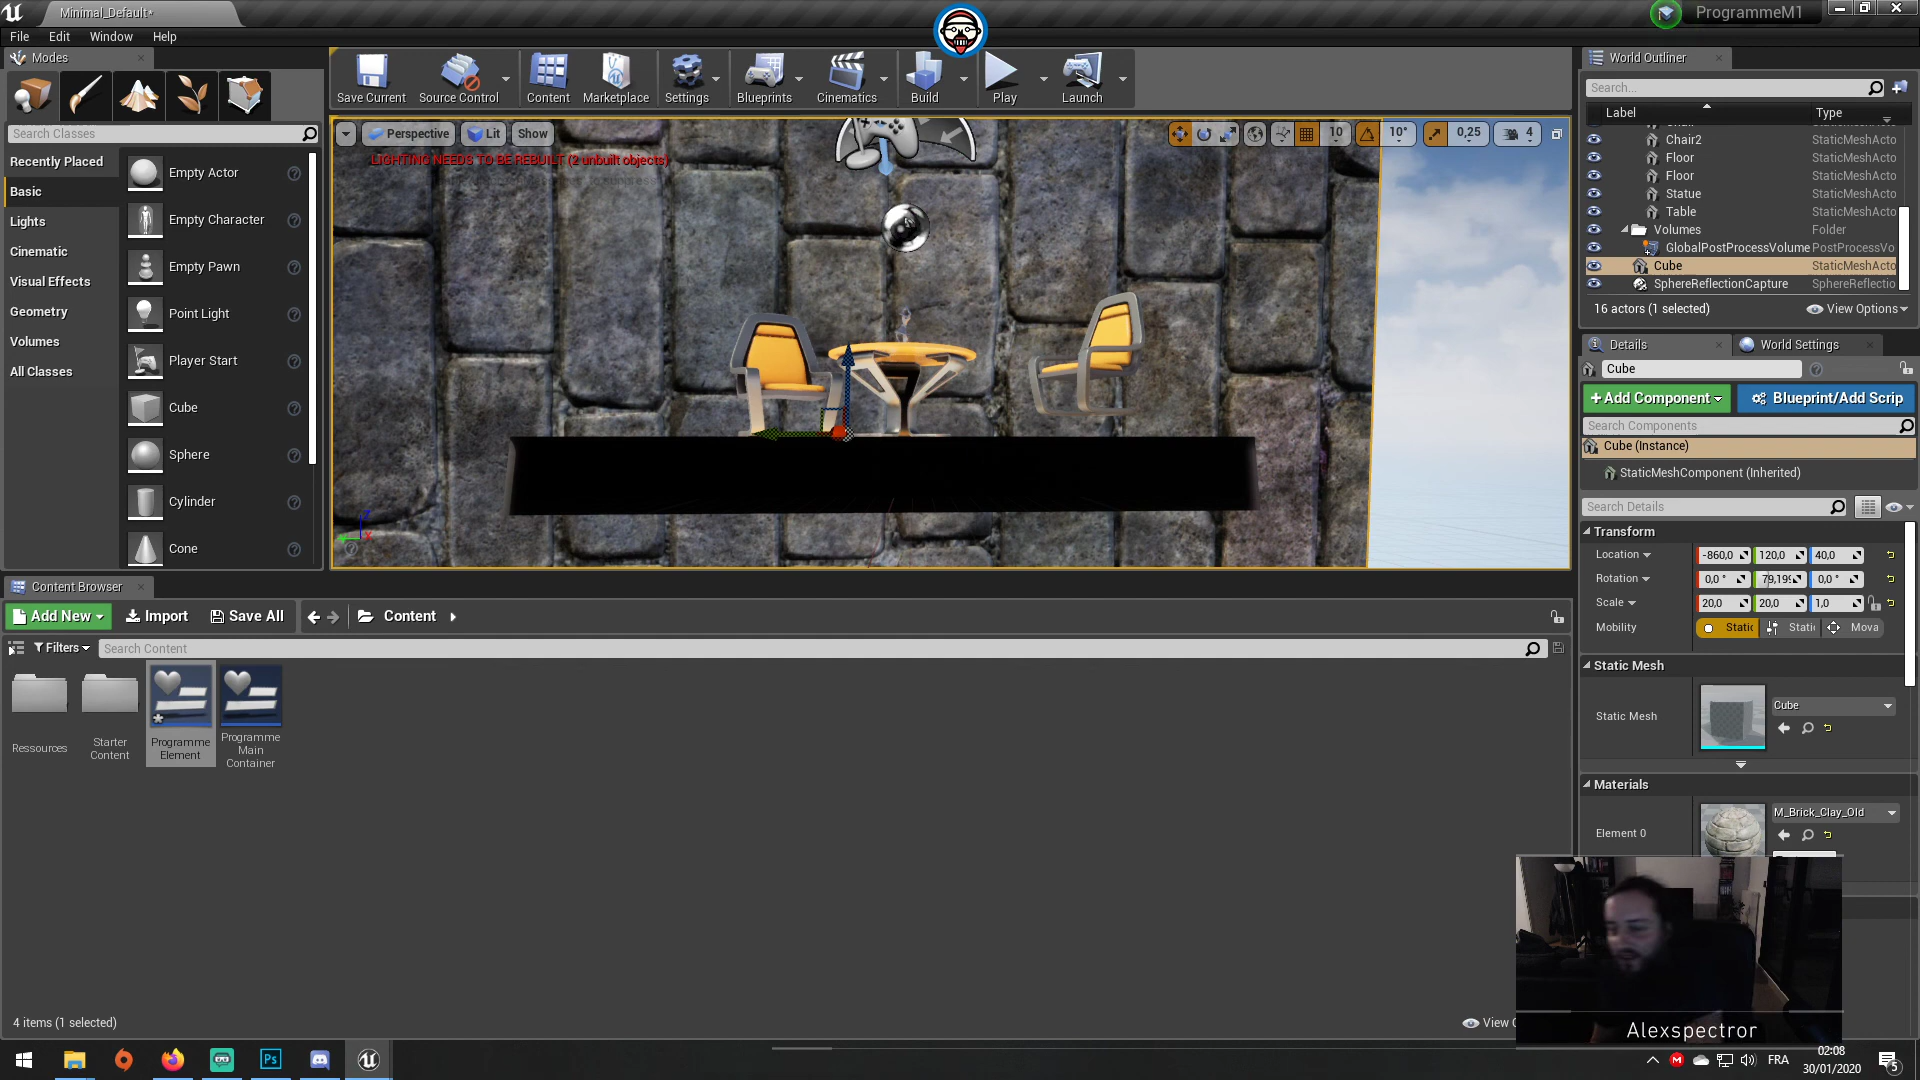 Minimal_Default*
ProgrammeM1
File Edit Window Help
Modes
World Outliner
Save Current Source Control Content Marketplace Settings Blueprints Cinematics Build Play Launch
Search...
Label Type
Search Classes
Recently Placed
Basic
Lights
Cinematic
Visual Effects
Geometry
Volumes
All Classes
Empty Actor
Empty Character
Empty Pawn
Point Light
Player Start
Cube
Sphere
Cylinder
Cone
Perspective Lit Show
10 10° 0,25 4
LIGHTING NEEDS TO BE REBUILT (2 unbuilt objects)
Chair2 StaticMeshActo
Floor StaticMeshActo
Floor StaticMeshActo
Statue StaticMeshActo
Table StaticMeshActo
Volumes Folder
GlobalPostProcessVolume PostProcessVo
Cube StaticMeshActo
SphereReflectionCapture SphereReflectio
16 actors (1 selected) View Options
Details World Settings
Cube
+Add Component Blueprint/Add Scrip
Search Components
Cube (Instance)
StaticMeshComponent (Inherited)
Search Details
Transform
Location -860,0 120,0 40,0
Rotation 0,0 ° 79,199 0,0 °
Scale 20,0 20,0 1,0
Mobility Static Stati Mova
Static Mesh
Static Mesh Cube
Materials
Element 0 M_Brick_Clay_Old
Content Browser
Add New Import Save All Content
Filters Search Content
Ressources
Starter Content
Programme Element
Programme Main Container
4 items (1 selected)
View O
Alexspectror
Ps
FRA
02:08
30/01/2020
5